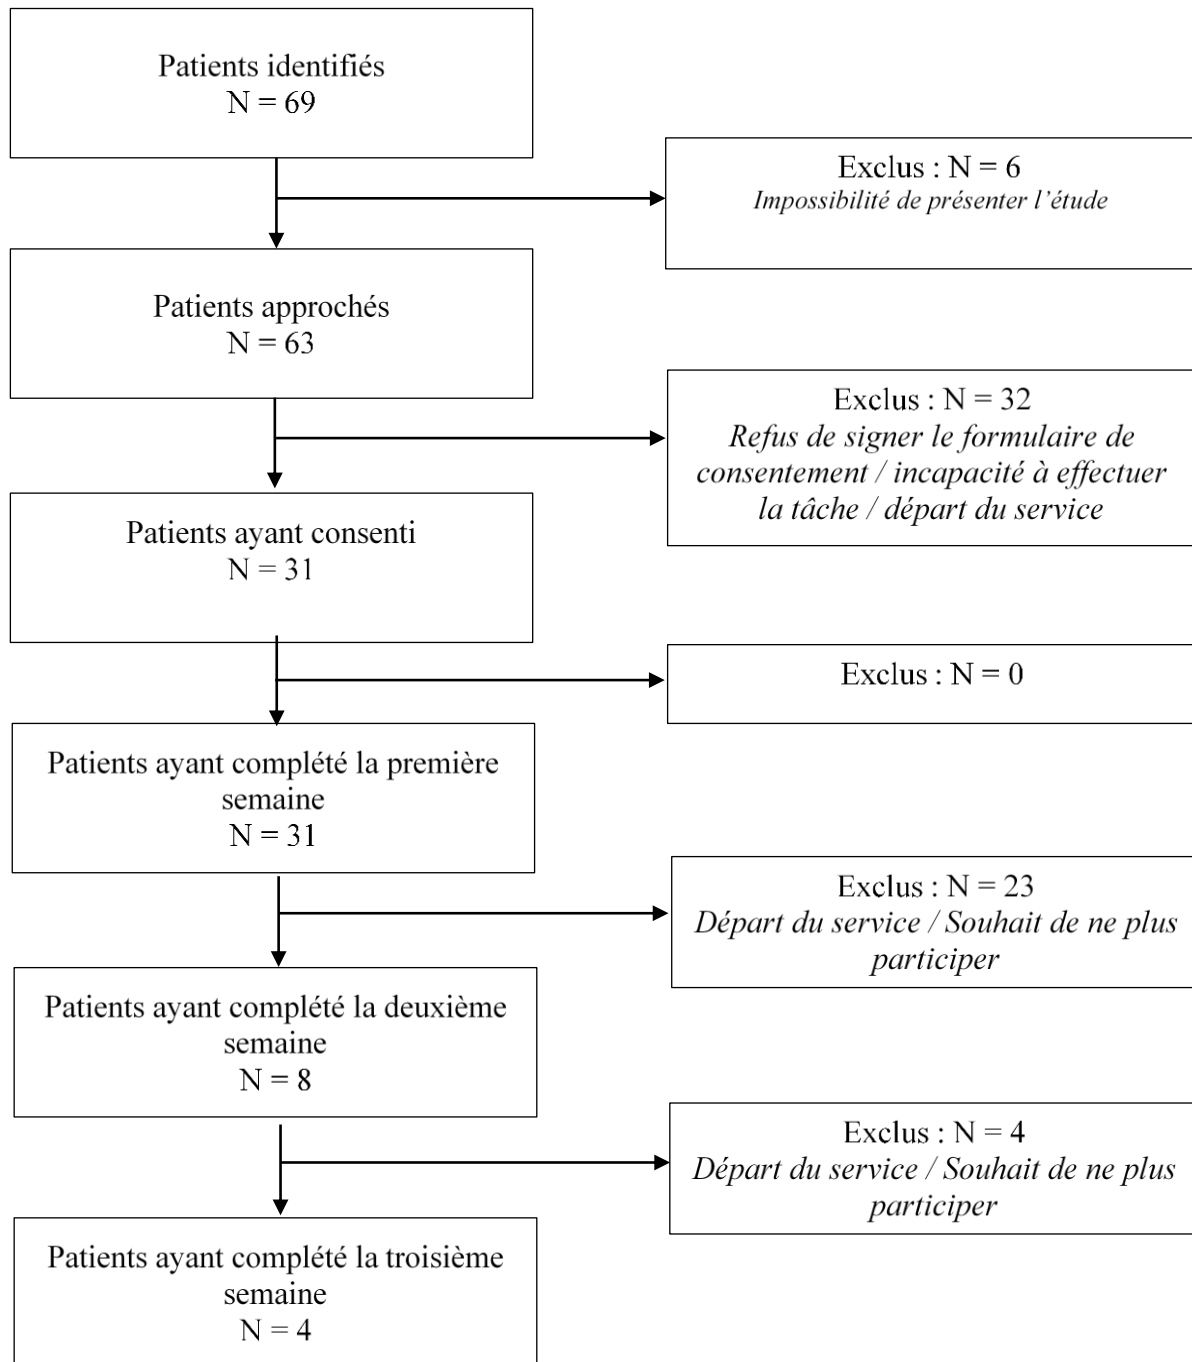 Patients identifiés
N = 69
Exclus : N = 6
Impossibilité de présenter l’étude
Patients approchés
N = 63
Exclus : N = 32
Refus de signer le formulaire de
consentement / incapacité à effectuer
la tâche / départ du service
Patients ayant consenti
N = 31
Exclus : N = 0
Patients ayant complété la première
semaine
N = 31
Exclus : N = 23
Départ du service / Souhait de ne plus
participer
Patients ayant complété la deuxième
semaine
N = 8
Exclus : N = 4
Départ du service / Souhait de ne plus
participer
Patients ayant complété la troisième
semaine
N = 4